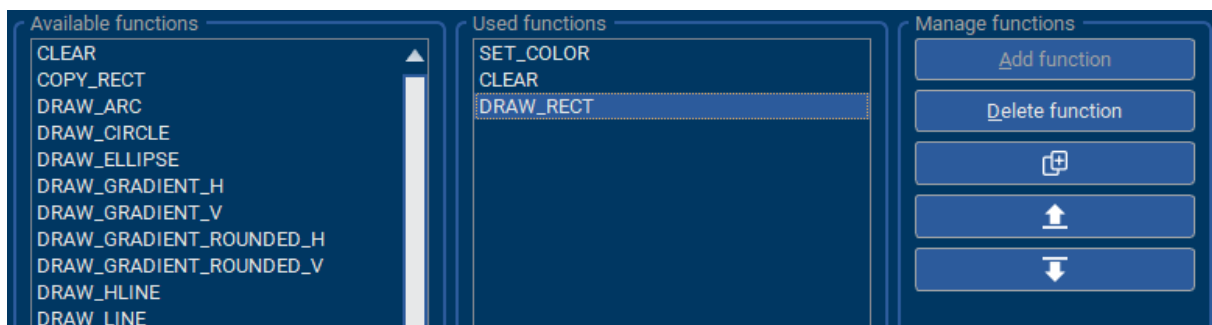 Available functions
CLEAR
COPY_RECT
DRAW_ARC
DRAW_CIRCLE
DRAW_ELLIPSE
DRAW_GRADIENT_H
DRAW_GRADIENT_V
DRAW_GRADIENT_ROUNDED_H
DRAW_GRADIENT_ROUNDED_V
DRAW_HLINE
DRAW_LINE
Used functions
SET_COLOR
CLEAR
DRAW_RECT
Manage functions
Add function
Delete function